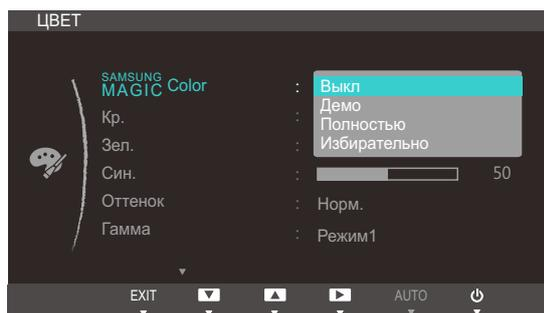 ЦВЕТ
SAMSUNG MAGIC Color : Выкл
Демо
Кр. :
Полностью
Зел. : Избирательно
Син. : 50
Оттенок : Норм.
Гамма : Режим1
EXIT AUTO